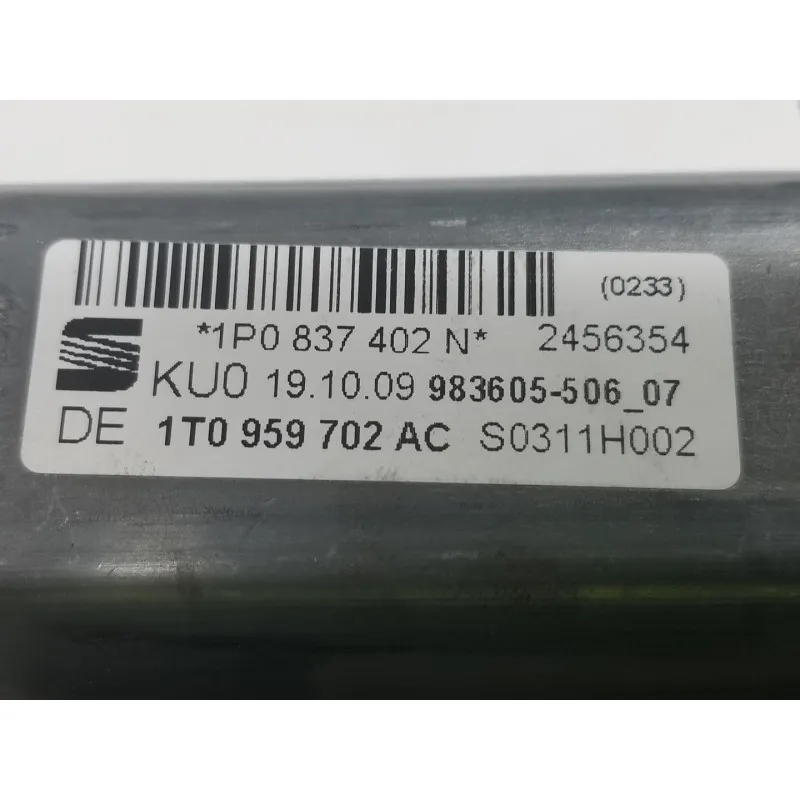 (0233)
*1P0 837 402 N* 2456354
KU0 19.10.09 983605-506_07
DE 1T0 959 702 AC S0311H002